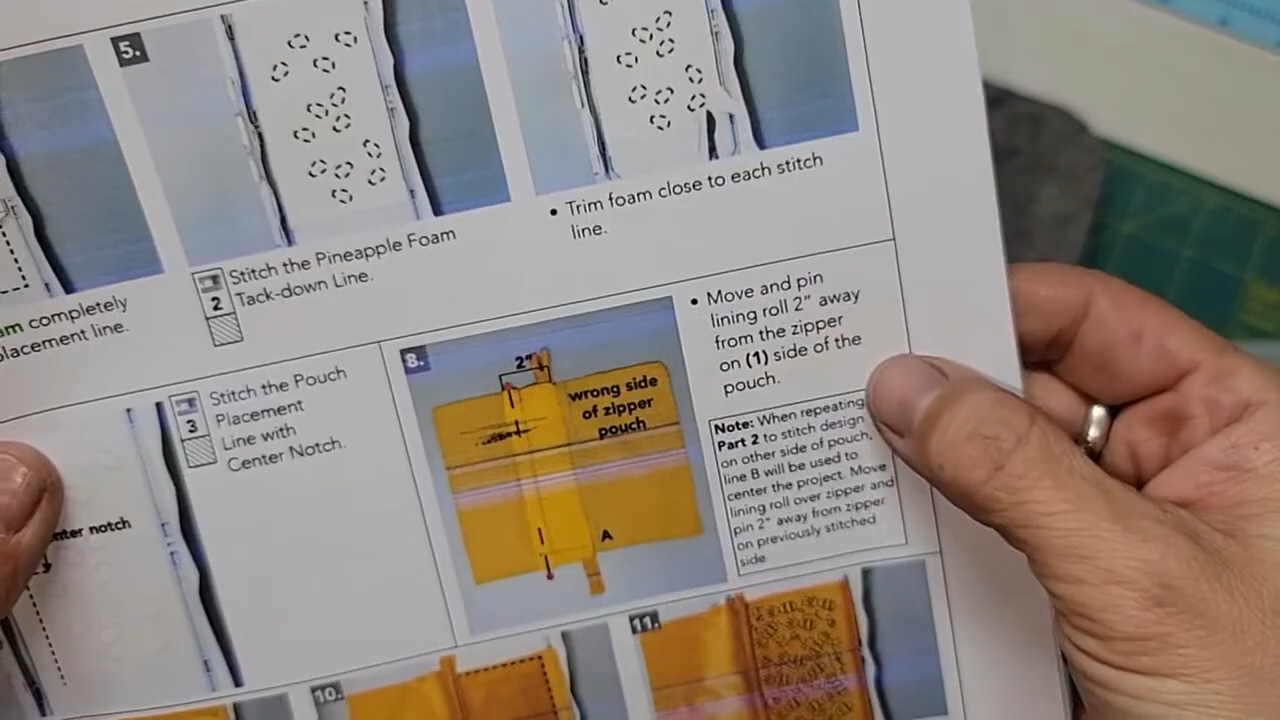 5.
• Trim foam close to each stitch
line.
2
Stitch the Pineapple Foam
Tack-down Line.
am completely
placement line.
3
Stitch the Pouch
Placement
Line with
Center Notch.
8.
2"
wrong side
of zipper
pouch
A
• Move and pin
lining roll 2" away
from the zipper
on (1) side of the
pouch.
Note: When repeating
Part 2 to stitch design
on other side of pouch,
line B will be used to
center the project. Move
lining roll over zipper and
pin 2" away from zipper
on previously stitched
side
nter notch
10.
11.